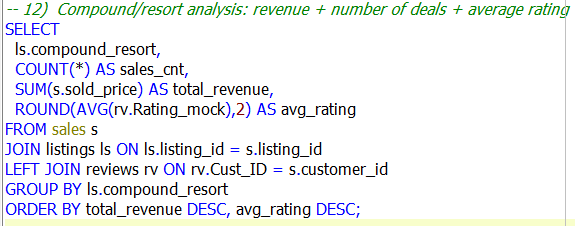 -- 12) Compound/resort analysis: revenue + number of deals + average rating
SELECT
ls.compound_resort,
COUNT(*) AS sales_cnt,
SUM(s.sold_price) AS total_revenue,
ROUND(AVG(rv.Rating_mock),2) AS avg_rating
FROM sales s
JOIN listings ls ON ls.listing_id = s.listing_id
LEFT JOIN reviews rv ON rv.Cust_ID = s.customer_id
GROUP BY ls.compound_resort
ORDER BY total_revenue DESC, avg_rating DESC;